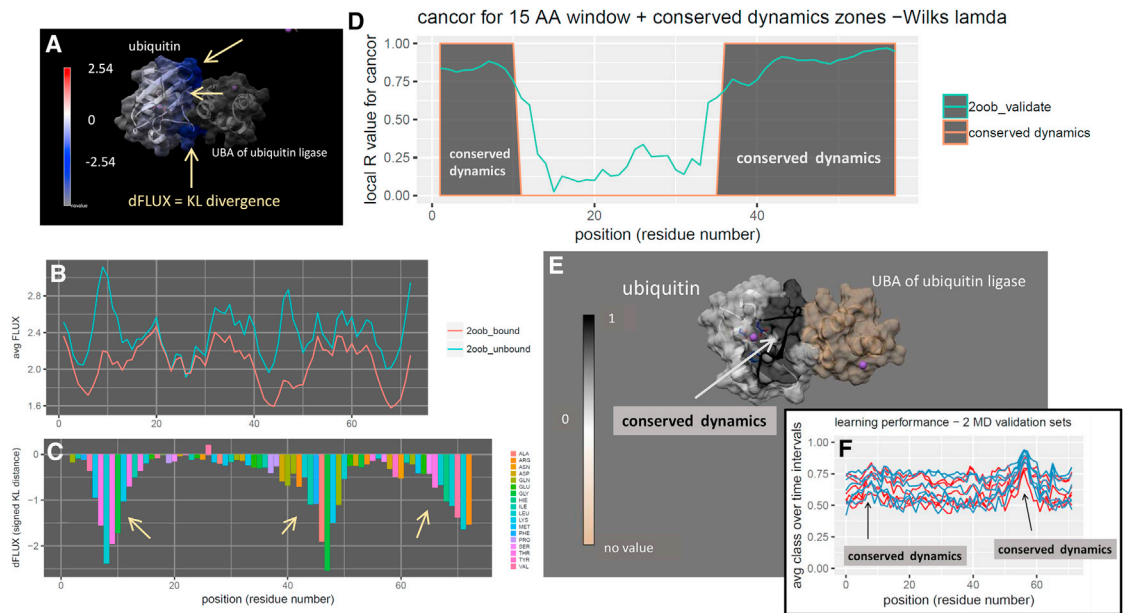 A
ubiquitin
2.54
0
-2.54
novalue
UBA of ubiquitin ligase
dFLUX = KL divergence
D
cancor for 15 AA window + conserved dynamics zones −Wilks lamda
local R value for cancor
1.00
0.75
0.50
0.25
0.00
conserved
dynamics
conserved dynamics
0
20
40
position (residue number)
2oob_validate
conserved dynamics
B
avg FLUX
2.8
2.4
2.0
1.6
0
20
40
60
2oob_bound
2oob_unbound
C
dFLUX (signed KL distance)
0
−1
−2
0
20
40
60
position (residue number)
ALA
ARG
ASN
ASP
GLN
GLU
GLY
HIE
ILE
LEU
LYS
MET
PHE
PRO
SER
THR
TYR
VAL
E
ubiquitin
UBA of ubiquitin ligase
1
0
no value
conserved dynamics
F
learning performance − 2 MD validation sets
avg class over time intervals
1.00
0.75
0.50
0.25
0.00
conserved dynamics
conserved dynamics
0
20
40
60
position (residue number)